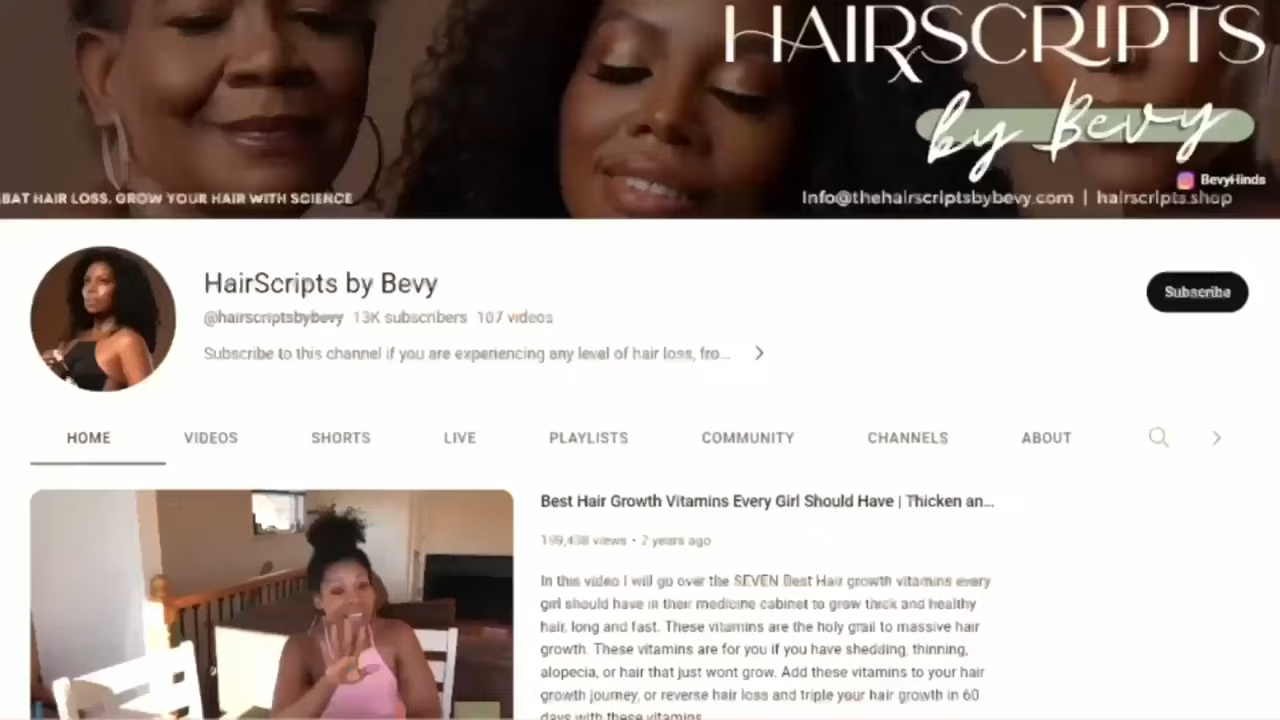 HAIRSCRIPTS
by Bevy
BevyHinds
BAT HAIR LOSS. GROW YOUR HAIR WITH SCIENCE
Info@thehairscriptsbybevy.com | hairscripts.shop
HairScripts by Bevy
Subscribe
@hairscriptsbybevy 13K subscribers 107 videos
Subscribe to this channel if you are experiencing any level of hair loss, fro...
HOME VIDEOS SHORTS LIVE PLAYLISTS COMMUNITY CHANNELS ABOUT
Best Hair Growth Vitamins Every Girl Should Have | Thicken an...
views • 2 years ago
In this video I will go over the SEVEN Best Hair growth vitamins every
girl should have in their medicine cabinet to grow thick and healthy
hair, long and fast. These vitamins are the holy grail to massive hair
growth. These vitamins are for you if you have shedding, thinning,
alopecia, or hair that just wont grow. Add these vitamins to your hair
growth journey, or reverse hair loss and triple your hair growth in 60
days with these vitamins